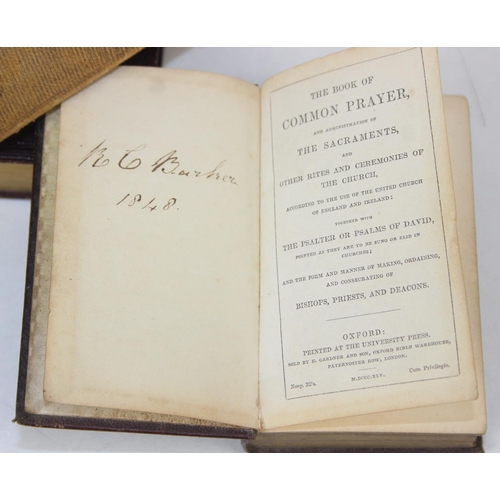 R C Barker
1848.
THE BOOK OF
COMMON PRAYER,
AND ADMINISTRATION OF
THE SACRAMENTS,
AND
OTHER RITES AND CEREMONIES OF
THE CHURCH,
ACCORDING TO THE USE OF THE UNITED CHURCH
OF ENGLAND AND IRELAND:
TOGETHER WITH
THE PSALTER OR PSALMS OF DAVID,
POINTED AS THEY ARE TO BE SUNG OR SAID IN
CHURCHES;
AND THE FORM AND MANNER OF MAKING, ORDAINING,
AND CONSECRATING OF
BISHOPS, PRIESTS, AND DEACONS.
OXFORD:
PRINTED AT THE UNIVERSITY PRESS.
SOLD BY E. GARDNER AND SON, OXFORD BIBLE WAREHOUSE,
PATERNOSTER ROW, LONDON.
M.DCCC.XLV.
Cum Privilegio.